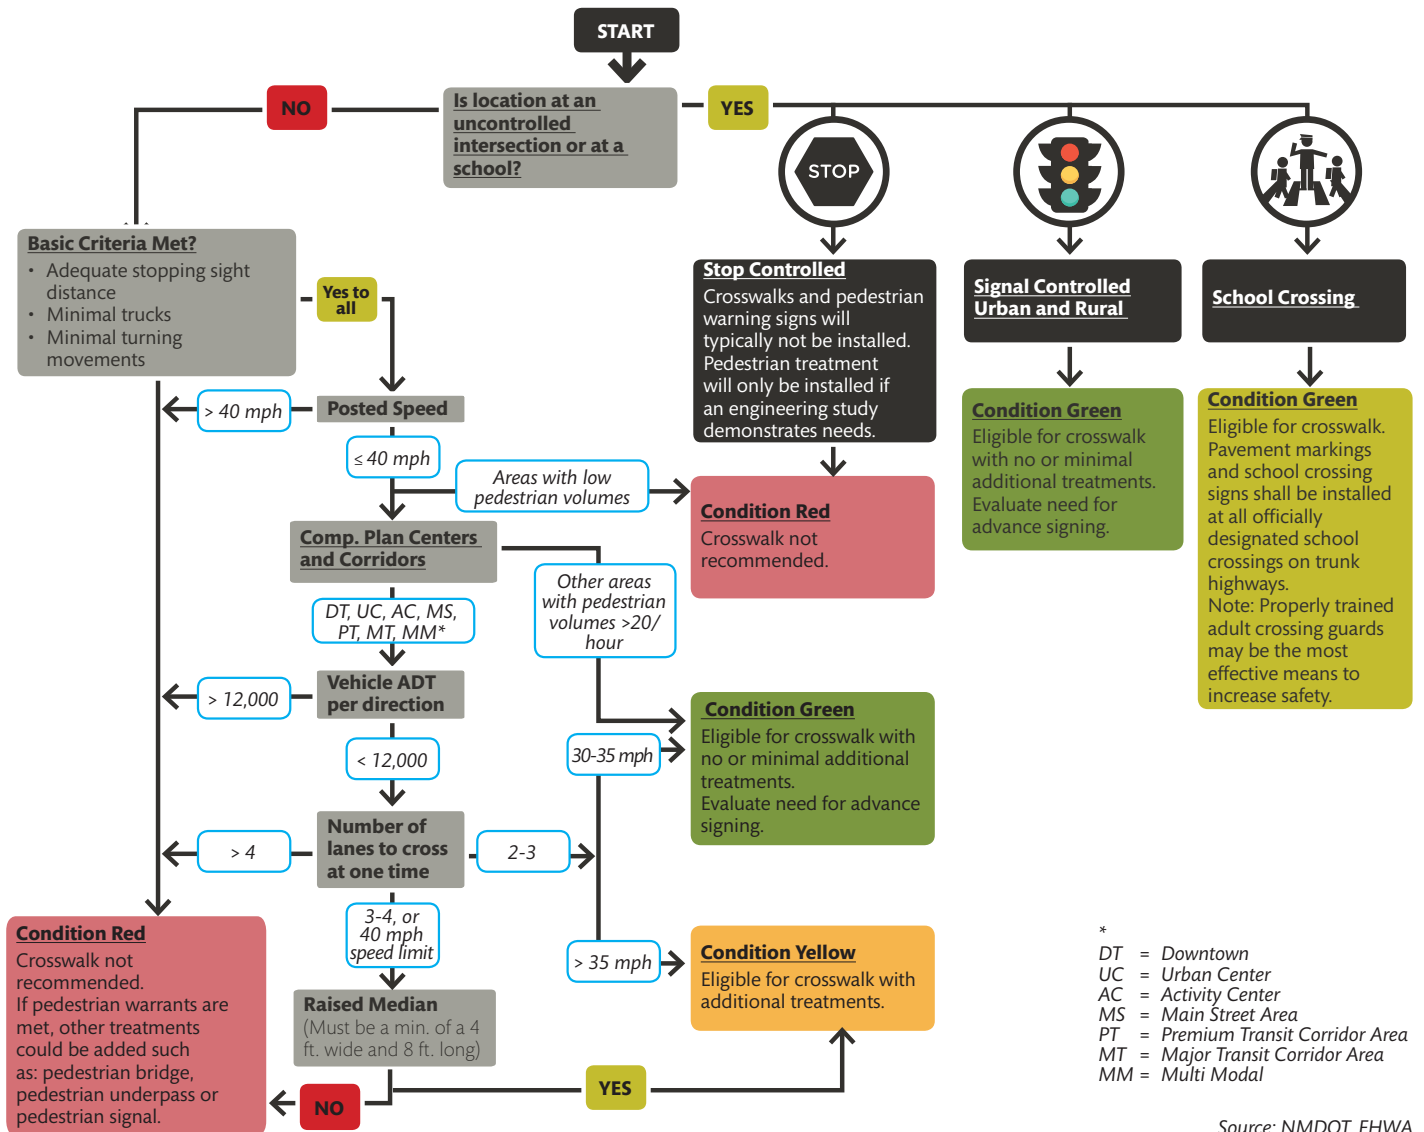 START
NO
Is location at an
uncontrolled
intersection or at a
school?
YES
STOP
Basic Criteria Met?
• Adequate stopping sight
distance
• Minimal trucks
• Minimal turning
movements
Yes to
all
Stop Controlled
Crosswalks and pedestrian
warning signs will
typically not be installed.
Pedestrian treatment
will only be installed if
an engineering study
demonstrates needs.
Signal Controlled
Urban and Rural
School Crossing
> 40 mph
Posted Speed
≤ 40 mph
Areas with low
pedestrian volumes
Condition Red
Crosswalk not
recommended.
Condition Green
Eligible for crosswalk
with no or minimal
additional treatments.
Evaluate need for
advance signing.
Condition Green
Eligible for crosswalk.
Pavement markings
and school crossing
signs shall be installed
at all officially
designated school
crossings on trunk
highways.
Note: Properly trained
adult crossing guards
may be the most
effective means to
increase safety.
Comp. Plan Centers
and Corridors
DT, UC, AC, MS,
PT, MT, MM*
Other areas
with pedestrian
volumes >20/
hour
> 12,000
Vehicle ADT
per direction
< 12,000
30-35 mph
Condition Green
Eligible for crosswalk with
no or minimal additional
treatments.
Evaluate need for advance
signing.
> 4
Number of
lanes to cross
at one time
2-3
3-4, or
40 mph
speed limit
> 35 mph
Condition Yellow
Eligible for crosswalk with
additional treatments.
Condition Red
Crosswalk not
recommended.
If pedestrian warrants are
met, other treatments
could be added such
as: pedestrian bridge,
pedestrian underpass or
pedestrian signal.
Raised Median
(Must be a min. of a 4
ft. wide and 8 ft. long)
NO
YES
*
DT = Downtown
UC = Urban Center
AC = Activity Center
MS = Main Street Area
PT = Premium Transit Corridor Area
MT = Major Transit Corridor Area
MM = Multi Modal
Source: NMDOT, FHWA